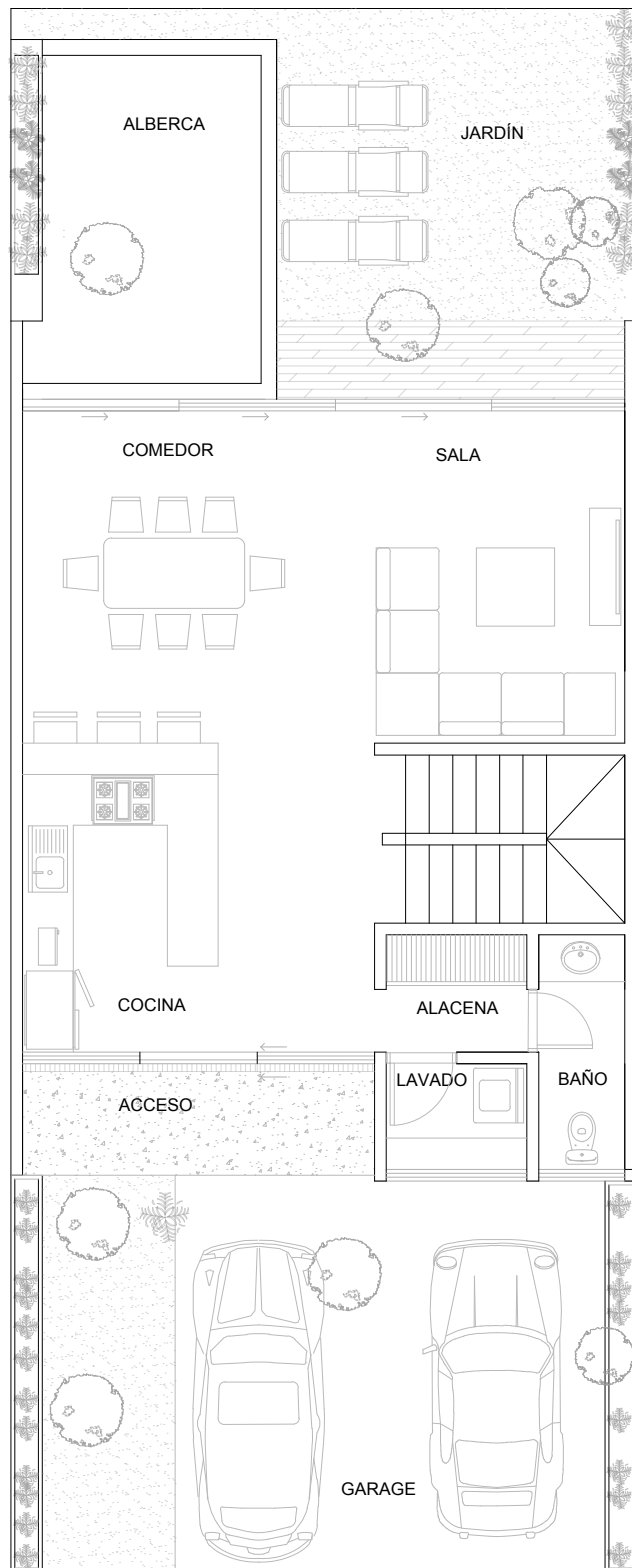 ALBERCA
JARDÍN
COMEDOR
SALA
COCINA
ALACENA
LAVADO
BAÑO
ACCESO
GARAGE